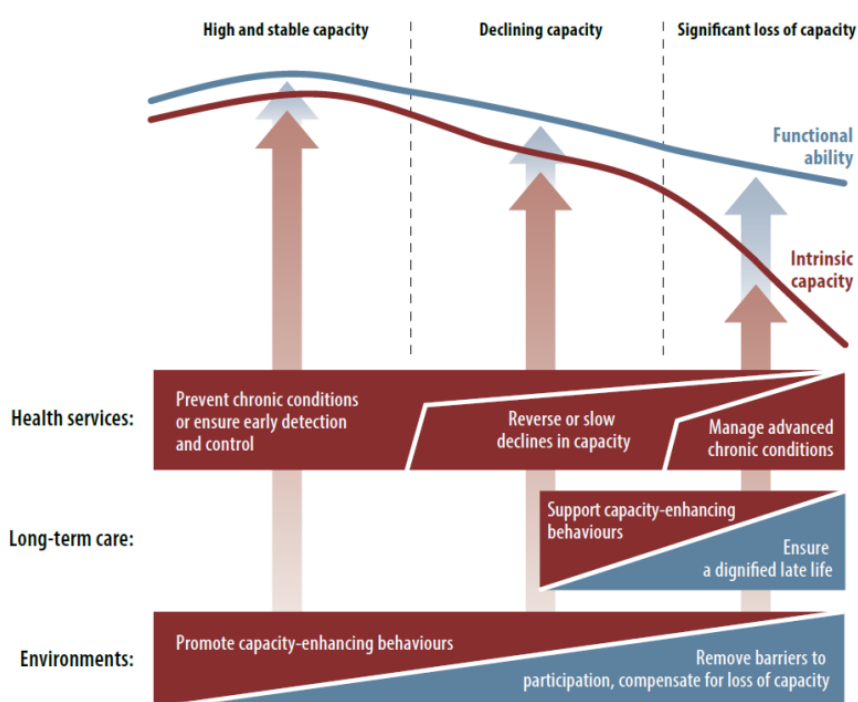 High and stable capacity
Declining capacity
Significant loss of capacity
Functional
ability
Intrinsic
capacity
Health services:
Prevent chronic conditions
or ensure early detection
and control
Reverse or slow
declines in capacity
Manage advanced
chronic conditions
Long-term care:
Support capacity-enhancing
behaviours
Ensure
a dignified late life
Environments:
Promote capacity-enhancing behaviours
Remove barriers to
participation, compensate for loss of capacity